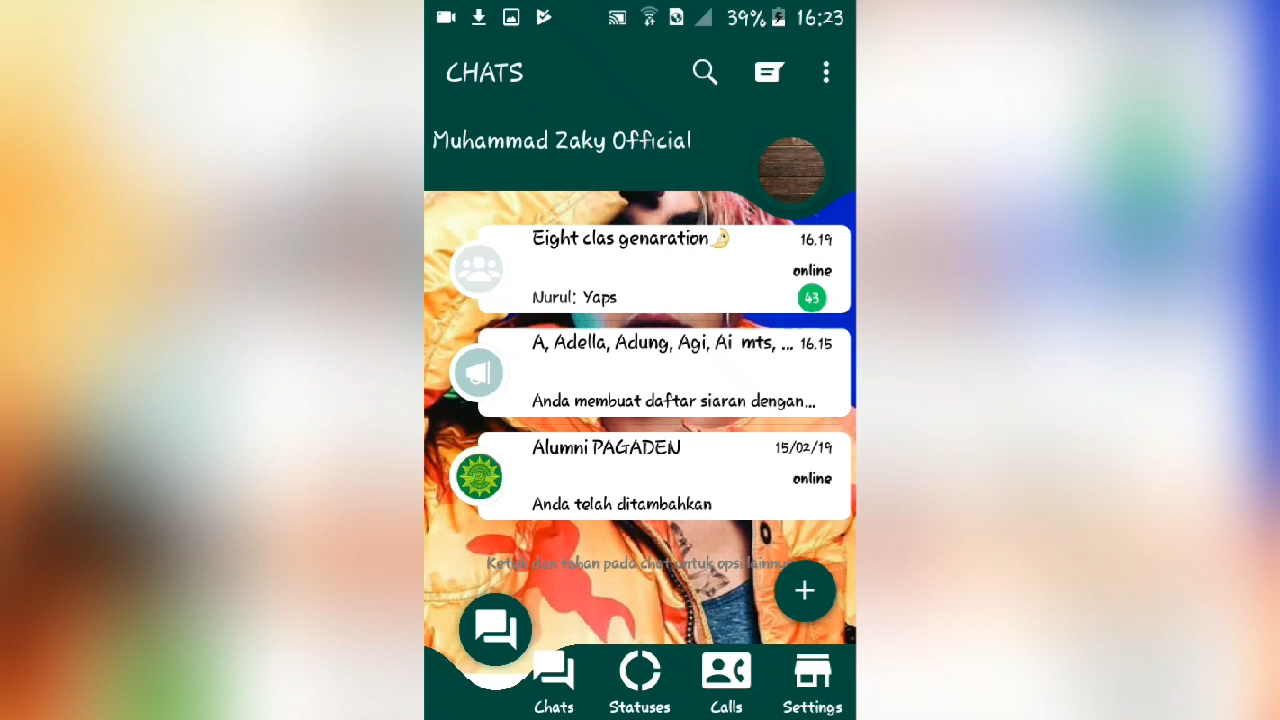 39% 16:23
CHATS
Muhammad Zaky Official
Eight clas genaration🌛 16.19
online
Nurul: Yaps 43
A, Adella, Adung, Agi, Ai mts, ... 16.15
Anda membuat daftar siaran dengan...
Alumni PAGADEN 15/02/19
online
Anda telah ditambahkan
Ketuk dan tahan pada chat untuk opsi lainnya
Chats Statuses Calls Settings